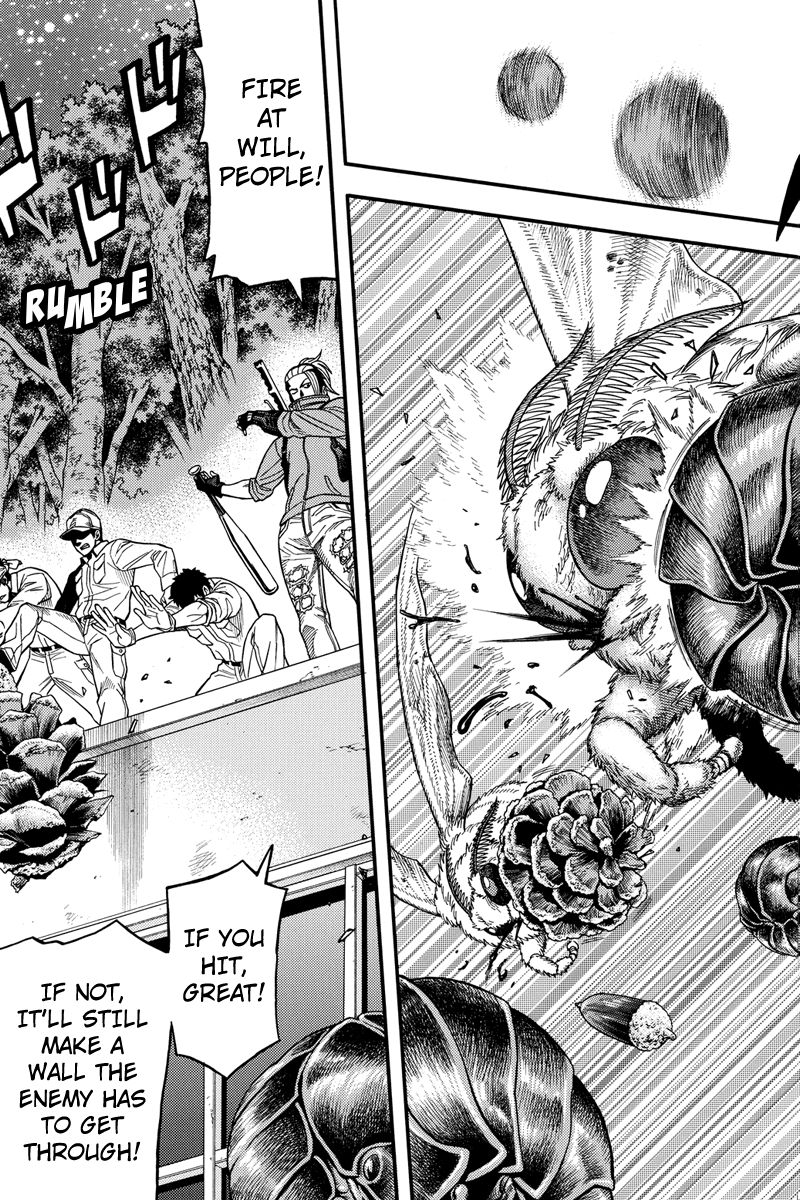 FIRE
AT
WILL,
PEOPLE!
ドドドド
RUMBLE
IF YOU
HIT,
GREAT!
IF NOT,
IT'LL STILL
MAKE A
WALL THE
ENEMY HAS
TO GET
THROUGH!